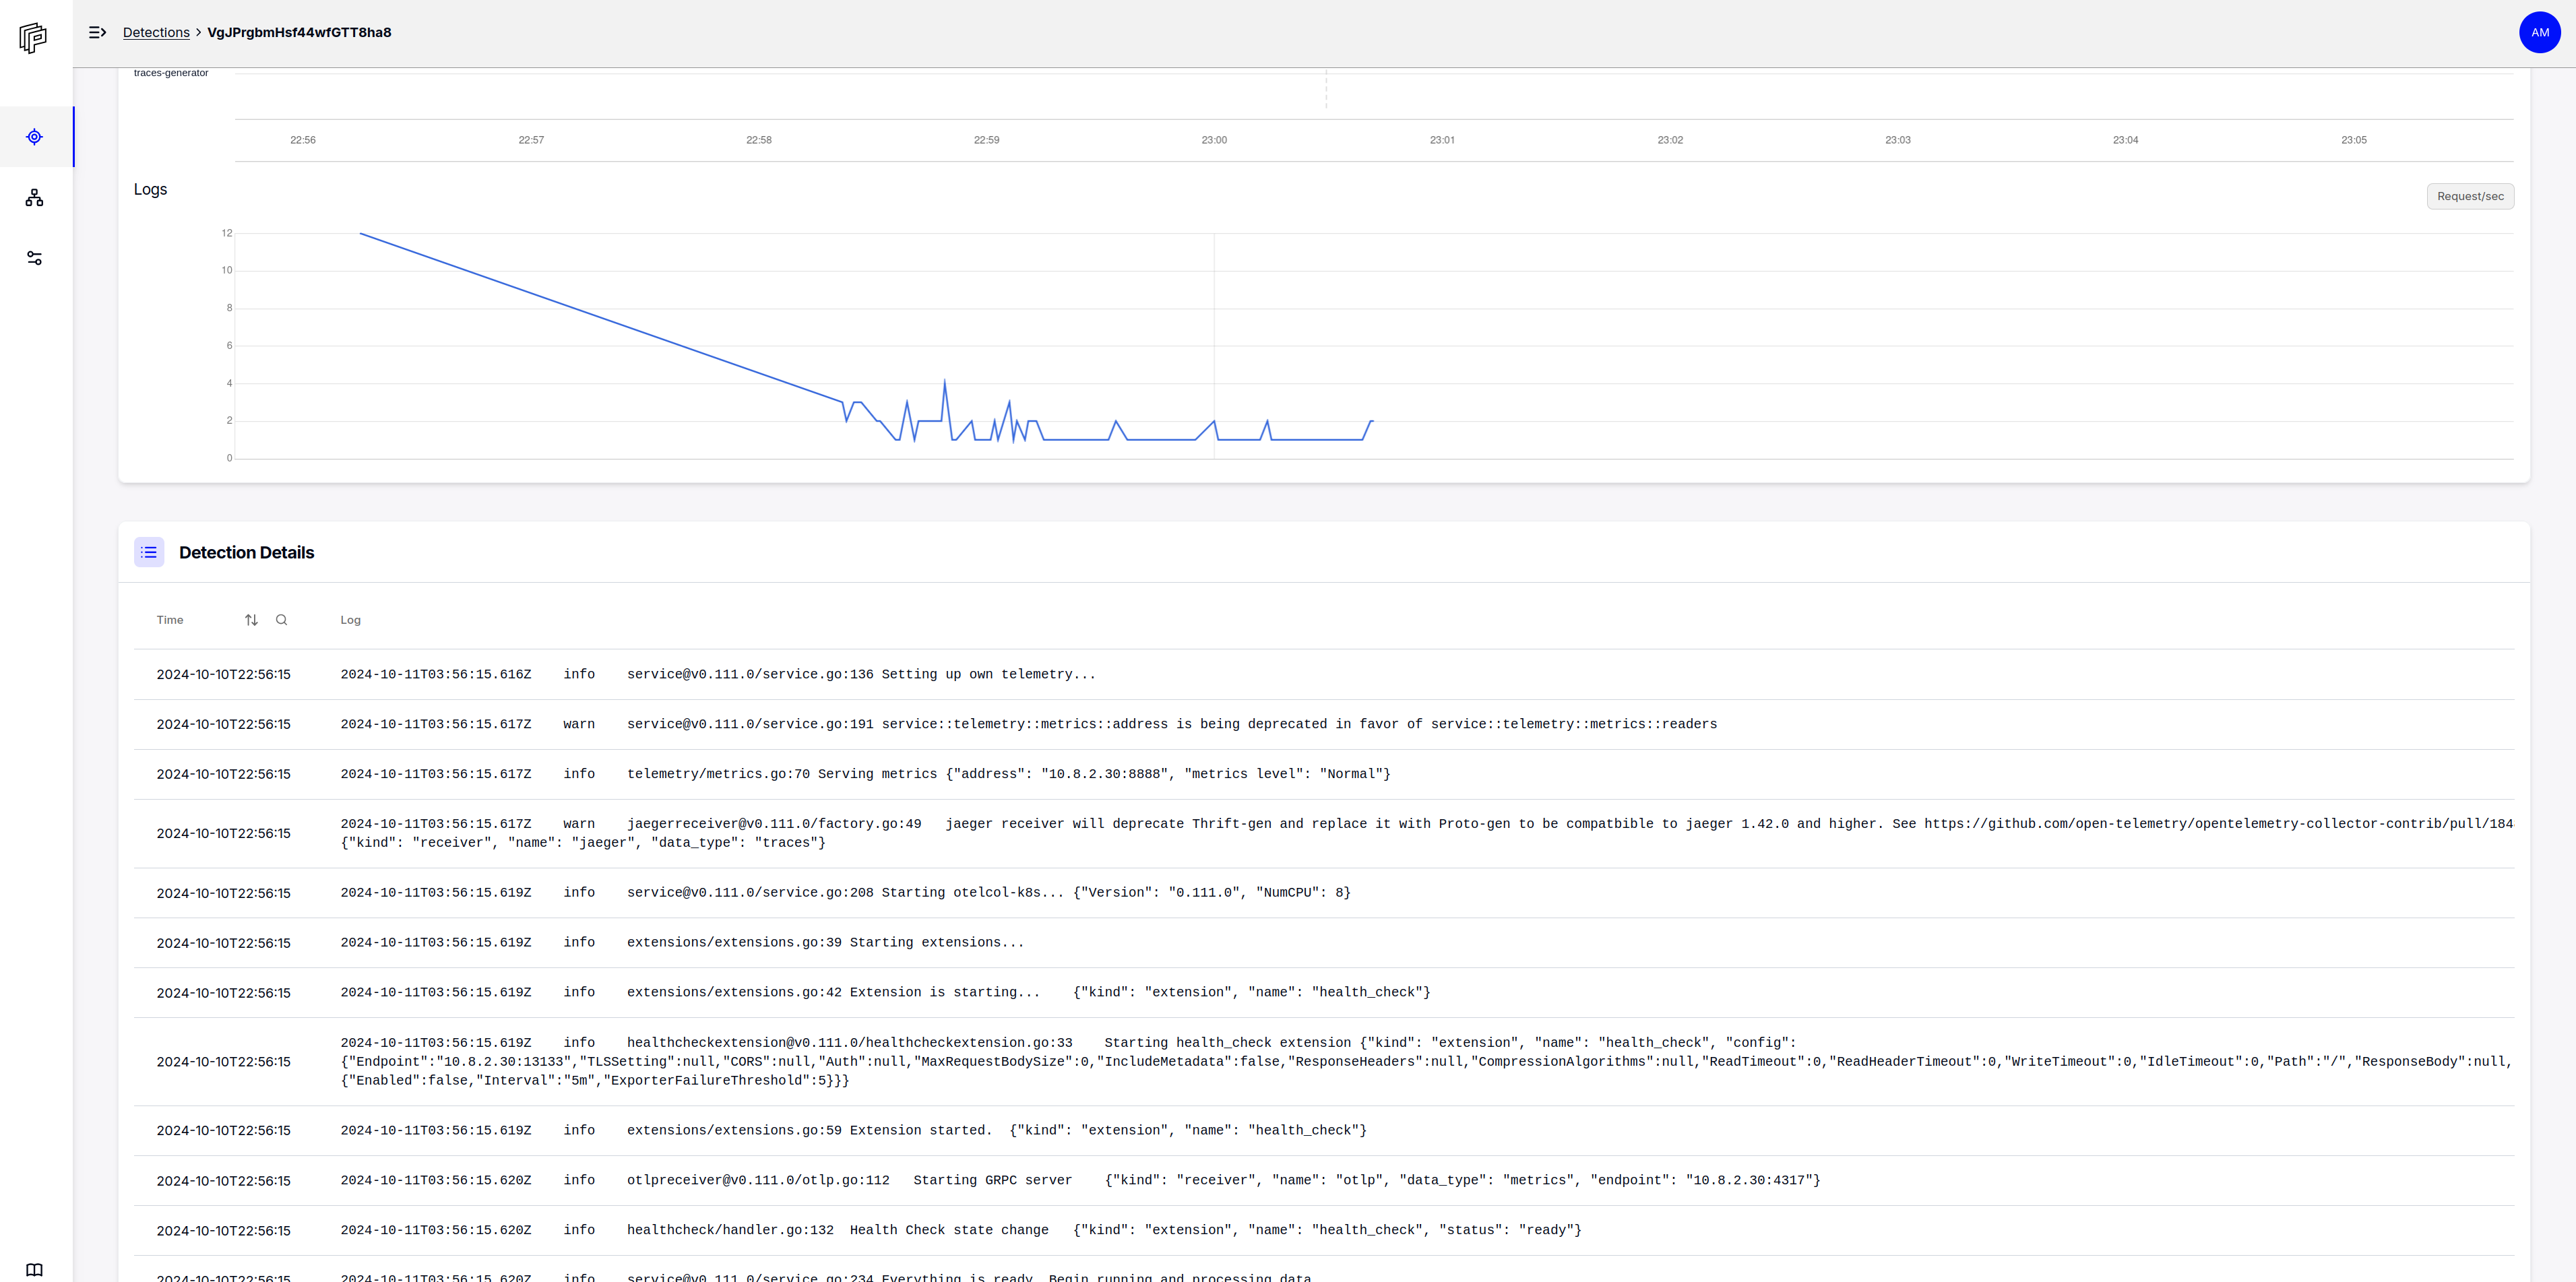 Detections > VgJPrgbmHsf44wfGTT8ha8
AM
traces-generator
22:56 22:57 22:58 22:59 23:00 23:01 23:02 23:03 23:04 23:05
Logs
Request/sec
12
10
8
6
4
2
0
Detection Details
Time Log
2024-10-10T22:56:15 2024-10-11T03:56:15.616Z info service@v0.111.0/service.go:136 Setting up own telemetry...
2024-10-10T22:56:15 2024-10-11T03:56:15.617Z warn service@v0.111.0/service.go:191 service::telemetry::metrics::address is being deprecated in favor of service::telemetry::metrics::readers
2024-10-10T22:56:15 2024-10-11T03:56:15.617Z info telemetry/metrics.go:70 Serving metrics {"address": "10.8.2.30:8888", "metrics level": "Normal"}
2024-10-10T22:56:15 2024-10-11T03:56:15.617Z warn jaegerreceiver@v0.111.0/factory.go:49 jaeger receiver will deprecate Thrift-gen and replace it with Proto-gen to be compatbible to jaeger 1.42.0 and higher. See https://github.com/open-telemetry/opentelemetry-collector-contrib/pull/184
{"kind": "receiver", "name": "jaeger", "data_type": "traces"}
2024-10-10T22:56:15 2024-10-11T03:56:15.619Z info service@v0.111.0/service.go:208 Starting otelcol-k8s... {"Version": "0.111.0", "NumCPU": 8}
2024-10-10T22:56:15 2024-10-11T03:56:15.619Z info extensions/extensions.go:39 Starting extensions...
2024-10-10T22:56:15 2024-10-11T03:56:15.619Z info extensions/extensions.go:42 Extension is starting... {"kind": "extension", "name": "health_check"}
2024-10-10T22:56:15 2024-10-11T03:56:15.619Z info healthcheckextension@v0.111.0/healthcheckextension.go:33 Starting health_check extension {"kind": "extension", "name": "health_check", "config":
{"Endpoint":"10.8.2.30:13133","TLSSetting":null,"CORS":null,"Auth":null,"MaxRequestBodySize":0,"IncludeMetadata":false,"ResponseHeaders":null,"CompressionAlgorithms":null,"ReadTimeout":0,"ReadHeaderTimeout":0,"WriteTimeout":0,"IdleTimeout":0,"Path":"/","ResponseBody":null,
{"Enabled":false,"Interval":"5m","ExporterFailureThreshold":5}}}
2024-10-10T22:56:15 2024-10-11T03:56:15.619Z info extensions/extensions.go:59 Extension started. {"kind": "extension", "name": "health_check"}
2024-10-10T22:56:15 2024-10-11T03:56:15.620Z info otlpreceiver@v0.111.0/otlp.go:112 Starting GRPC server {"kind": "receiver", "name": "otlp", "data_type": "metrics", "endpoint": "10.8.2.30:4317"}
2024-10-10T22:56:15 2024-10-11T03:56:15.620Z info healthcheck/handler.go:132 Health Check state change {"kind": "extension", "name": "health_check", "status": "ready"}
2024-10-10T22:56:15 2024-10-11T03:56:15.620Z info service@v0.111.0/service.go:234 Everything is ready. Begin running and processing data.